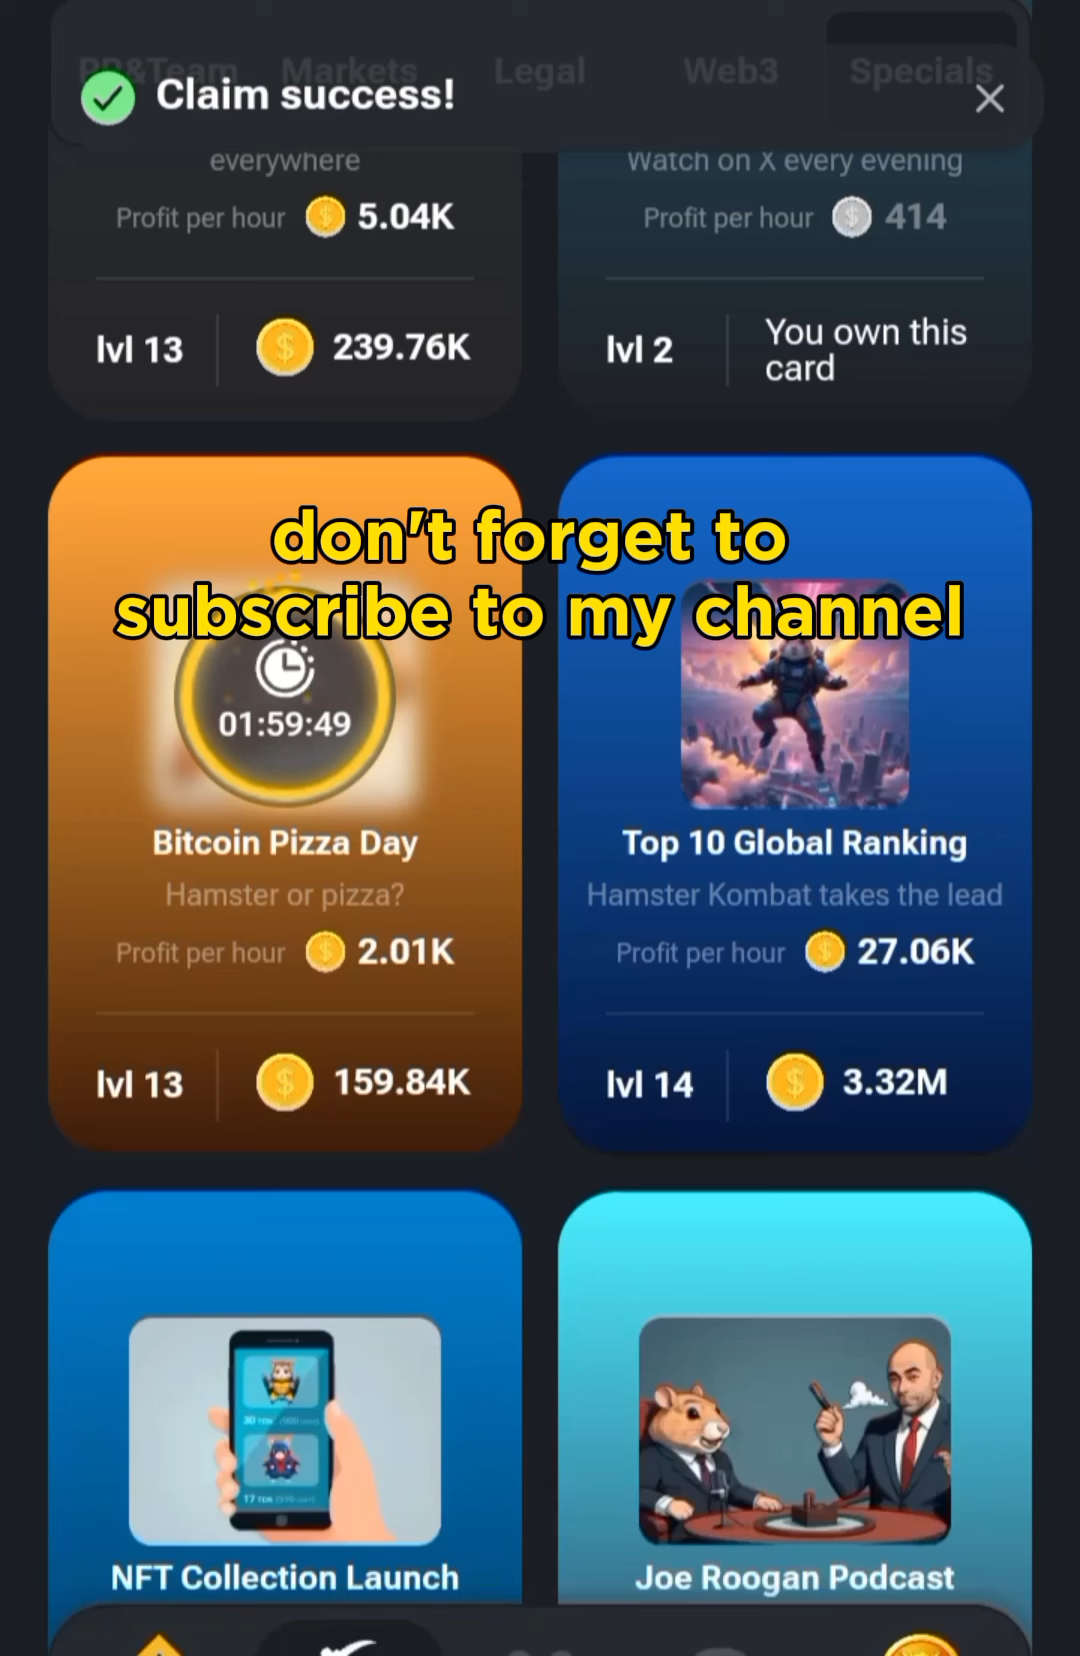 PR&Team Markets Legal Web3 Specials
Claim success!
everywhere
Profit per hour 5.04K
lvl 13 239.76K
Watch on X every evening
Profit per hour 414
lvl 2 You own this
card
don't forget to
subscribe to my channel
01:59:49
Bitcoin Pizza Day
Hamster or pizza?
Profit per hour 2.01K
lvl 13 159.84K
Top 10 Global Ranking
Hamster Kombat takes the lead
Profit per hour 27.06K
lvl 14 3.32M
NFT Collection Launch
Joe Roogan Podcast